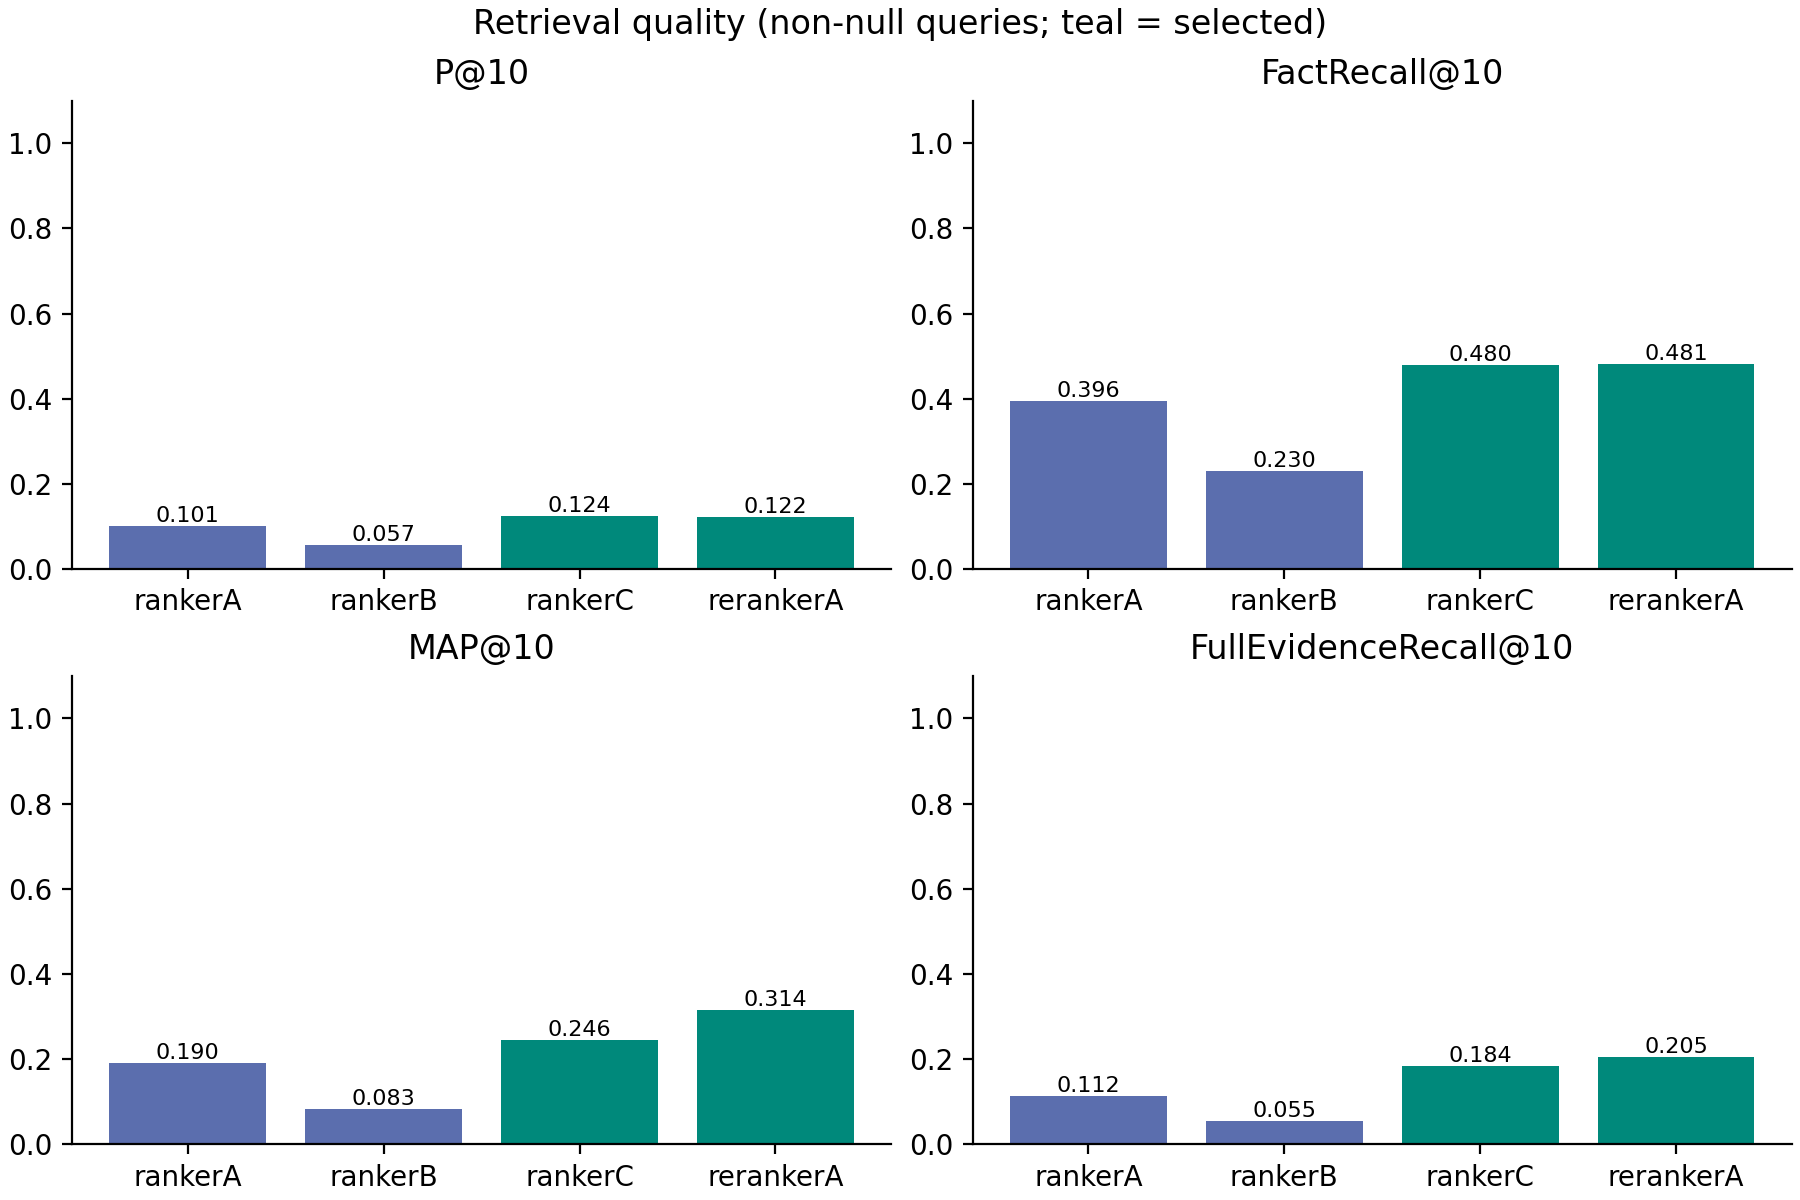 Retrieval quality (non-null queries; teal = selected)
P@10
1.0
0.8
0.6
0.4
0.2
0.0
0.101
0.057
0.124
0.122
rankerA
rankerB
rankerC
rerankerA
FactRecall@10
1.0
0.8
0.6
0.4
0.2
0.0
0.396
0.230
0.480
0.481
rankerA
rankerB
rankerC
rerankerA
MAP@10
1.0
0.8
0.6
0.4
0.2
0.0
0.190
0.083
0.246
0.314
rankerA
rankerB
rankerC
rerankerA
FullEvidenceRecall@10
1.0
0.8
0.6
0.4
0.2
0.0
0.112
0.055
0.184
0.205
rankerA
rankerB
rankerC
rerankerA